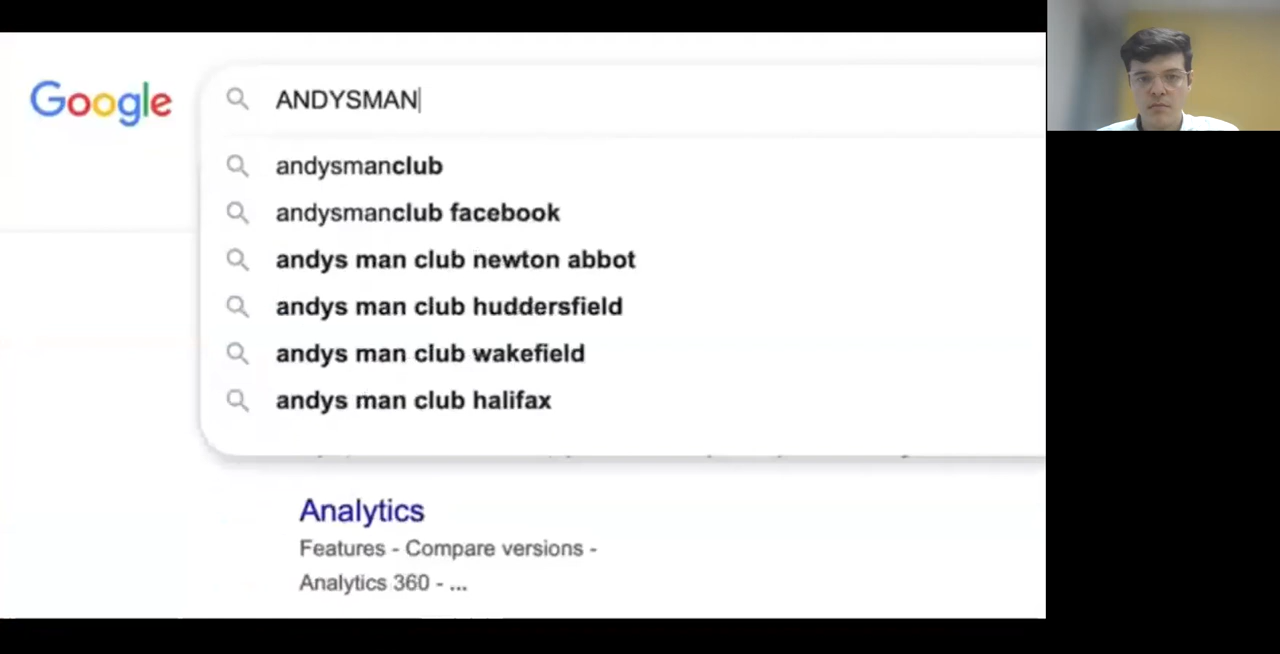 Google
ANDYSMAN
andysmanclub
andysmanclub facebook
andys man club newton abbot
andys man club huddersfield
andys man club wakefield
andys man club halifax
Analytics
Features - Compare versions -
Analytics 360 - ...